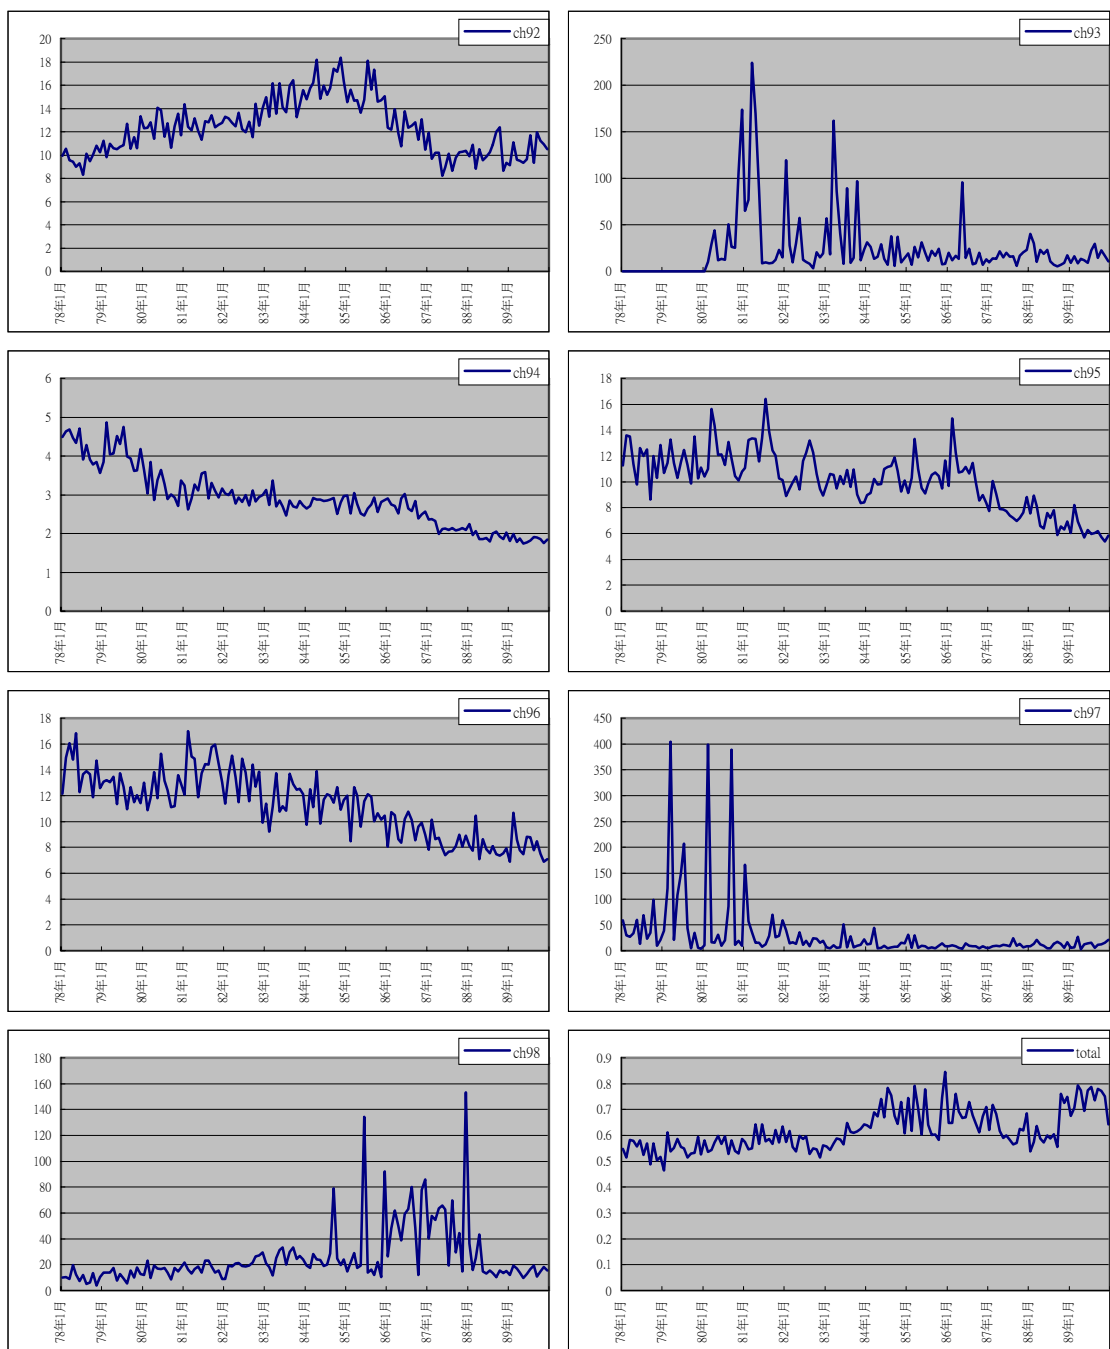 ch92
20
18
16
14
12
10
8
6
4
2
0
78年1月
79年1月
80年1月
81年1月
82年1月
83年1月
84年1月
85年1月
86年1月
87年1月
88年1月
89年1月
ch93
250
200
150
100
50
0
78年1月
79年1月
80年1月
81年1月
82年1月
83年1月
84年1月
85年1月
86年1月
87年1月
88年1月
89年1月
ch94
6
5
4
3
2
1
0
78年1月
79年1月
80年1月
81年1月
82年1月
83年1月
84年1月
85年1月
86年1月
87年1月
88年1月
89年1月
ch95
18
16
14
12
10
8
6
4
2
0
78年1月
79年1月
80年1月
81年1月
82年1月
83年1月
84年1月
85年1月
86年1月
87年1月
88年1月
89年1月
ch96
18
16
14
12
10
8
6
4
2
0
78年1月
79年1月
80年1月
81年1月
82年1月
83年1月
84年1月
85年1月
86年1月
87年1月
88年1月
89年1月
ch97
450
400
350
300
250
200
150
100
50
0
78年1月
79年1月
80年1月
81年1月
82年1月
83年1月
84年1月
85年1月
86年1月
87年1月
88年1月
89年1月
ch98
180
160
140
120
100
80
60
40
20
0
78年1月
79年1月
80年1月
81年1月
82年1月
83年1月
84年1月
85年1月
86年1月
87年1月
88年1月
89年1月
total
0.9
0.8
0.7
0.6
0.5
0.4
0.3
0.2
0.1
0
78年1月
79年1月
80年1月
81年1月
82年1月
83年1月
84年1月
85年1月
86年1月
87年1月
88年1月
89年1月